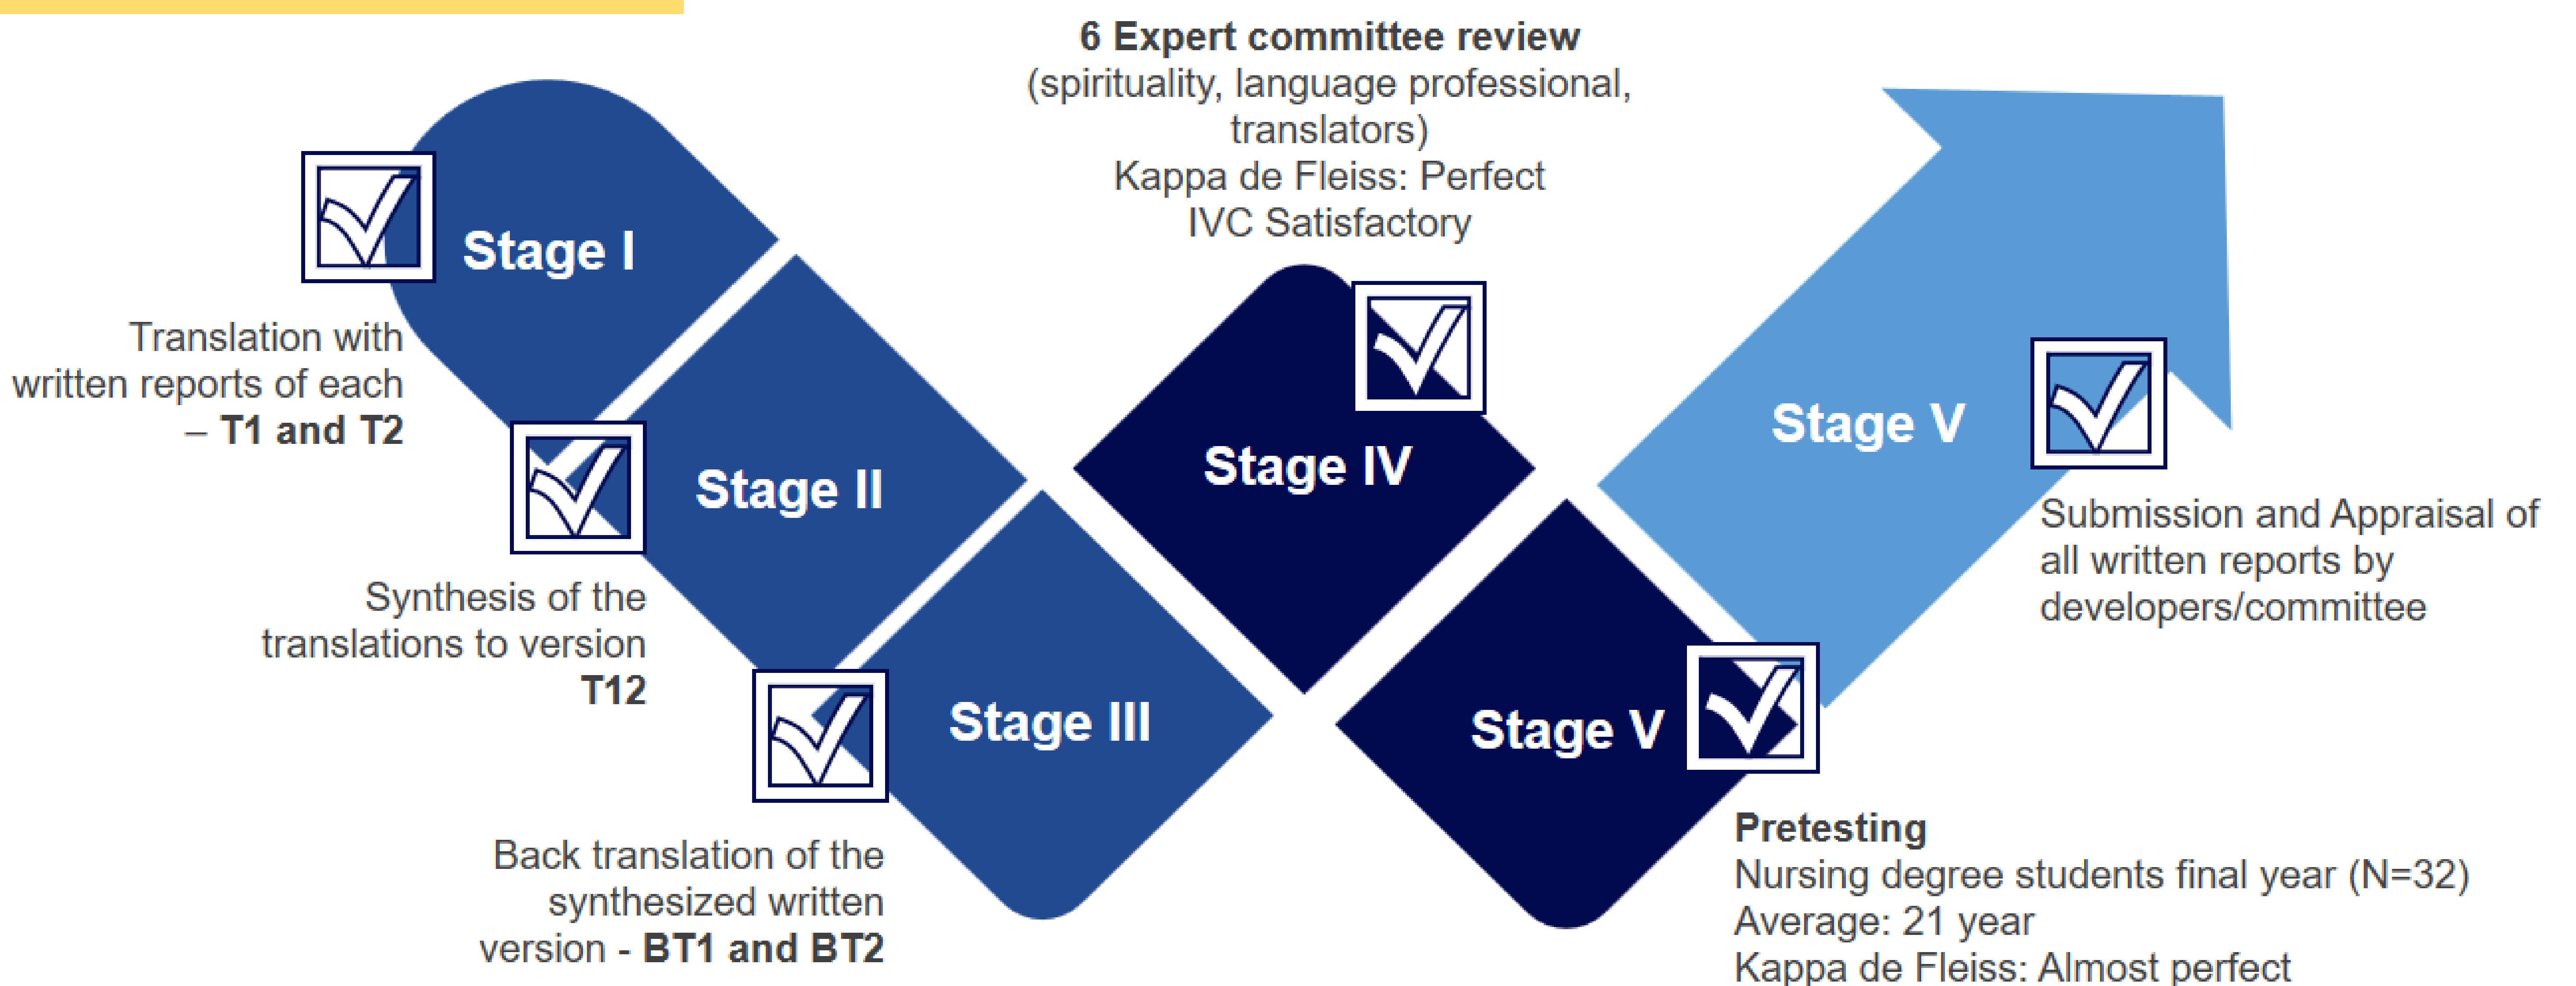 Stage I
Translation with
written reports of each
– T1 and T2
Stage II
Synthesis of the
translations to version
T12
Stage III
Back translation of the
synthesized written
version - BT1 and BT2
6 Expert committee review
(spirituality, language professional,
translators)
Kappa de Fleiss: Perfect
IVC Satisfactory
Stage IV
Stage V
Pretesting
Nursing degree students final year (N=32)
Average: 21 year
Kappa de Fleiss: Almost perfect
Stage V
Submission and Appraisal of
all written reports by
developers/committee